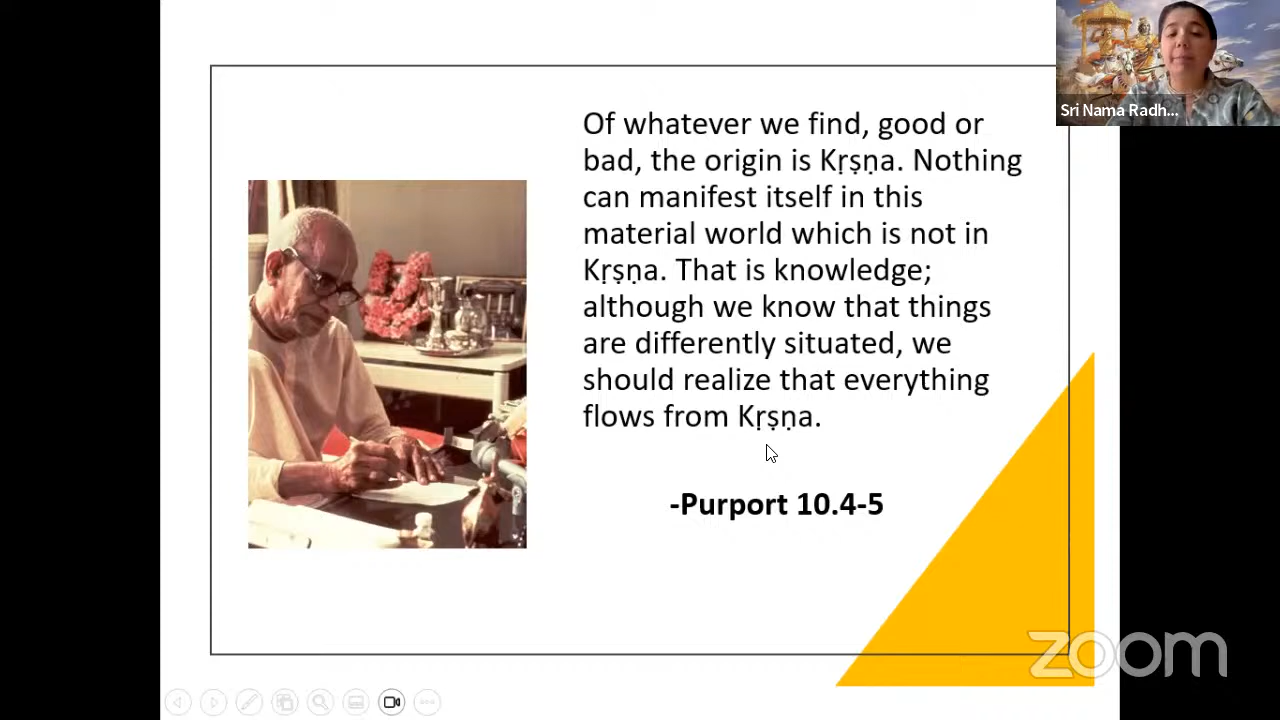 Sri Nama Radh...
Of whatever we find, good or
bad, the origin is Kṛṣṇa. Nothing
can manifest itself in this
material world which is not in
Kṛṣṇa. That is knowledge;
although we know that things
are differently situated, we
should realize that everything
flows from Kṛṣṇa.
-Purport 10.4-5
zoom